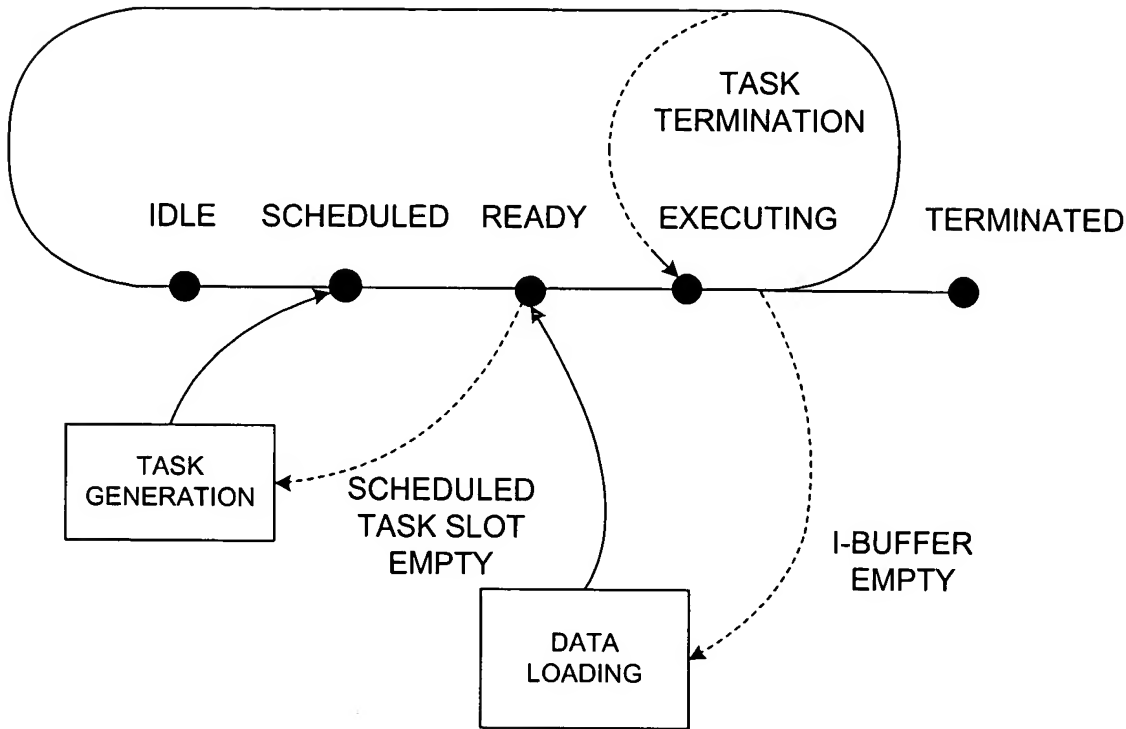 TASK
TERMINATION
IDLE SCHEDULED READY EXECUTING TERMINATED
TASK
GENERATION
SCHEDULED
TASK SLOT
EMPTY
I-BUFFER
EMPTY
DATA
LOADING